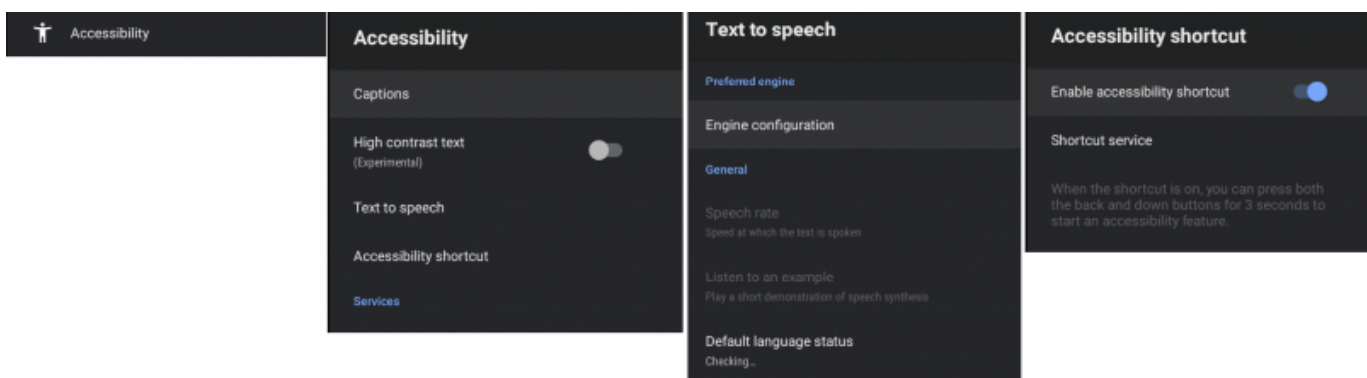 Accessibility
Accessibility
Captions
High contrast text
(Experimental)
Text to speech
Accessibility shortcut
Services
Text to speech
Preferred engine
Engine configuration
General
Speech rate
Speed at which the text is spoken
Listen to an example
Play a short demonstration of speech synthesis
Default language status
Checking...
Accessibility shortcut
Enable accessibility shortcut
Shortcut service
When the shortcut is on, you can press both
the back and down buttons for 3 seconds to
start an accessibility feature.